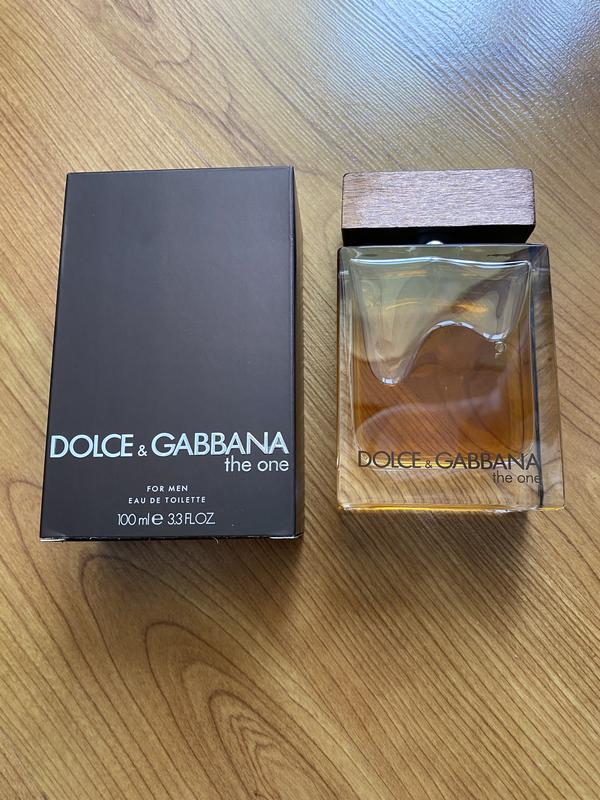 DOLCE & GABBANA
the one
FOR MEN
EAU DE TOILETTE
100 ml e 3.3 FL.OZ.
DOLCE & GABBANA
the one